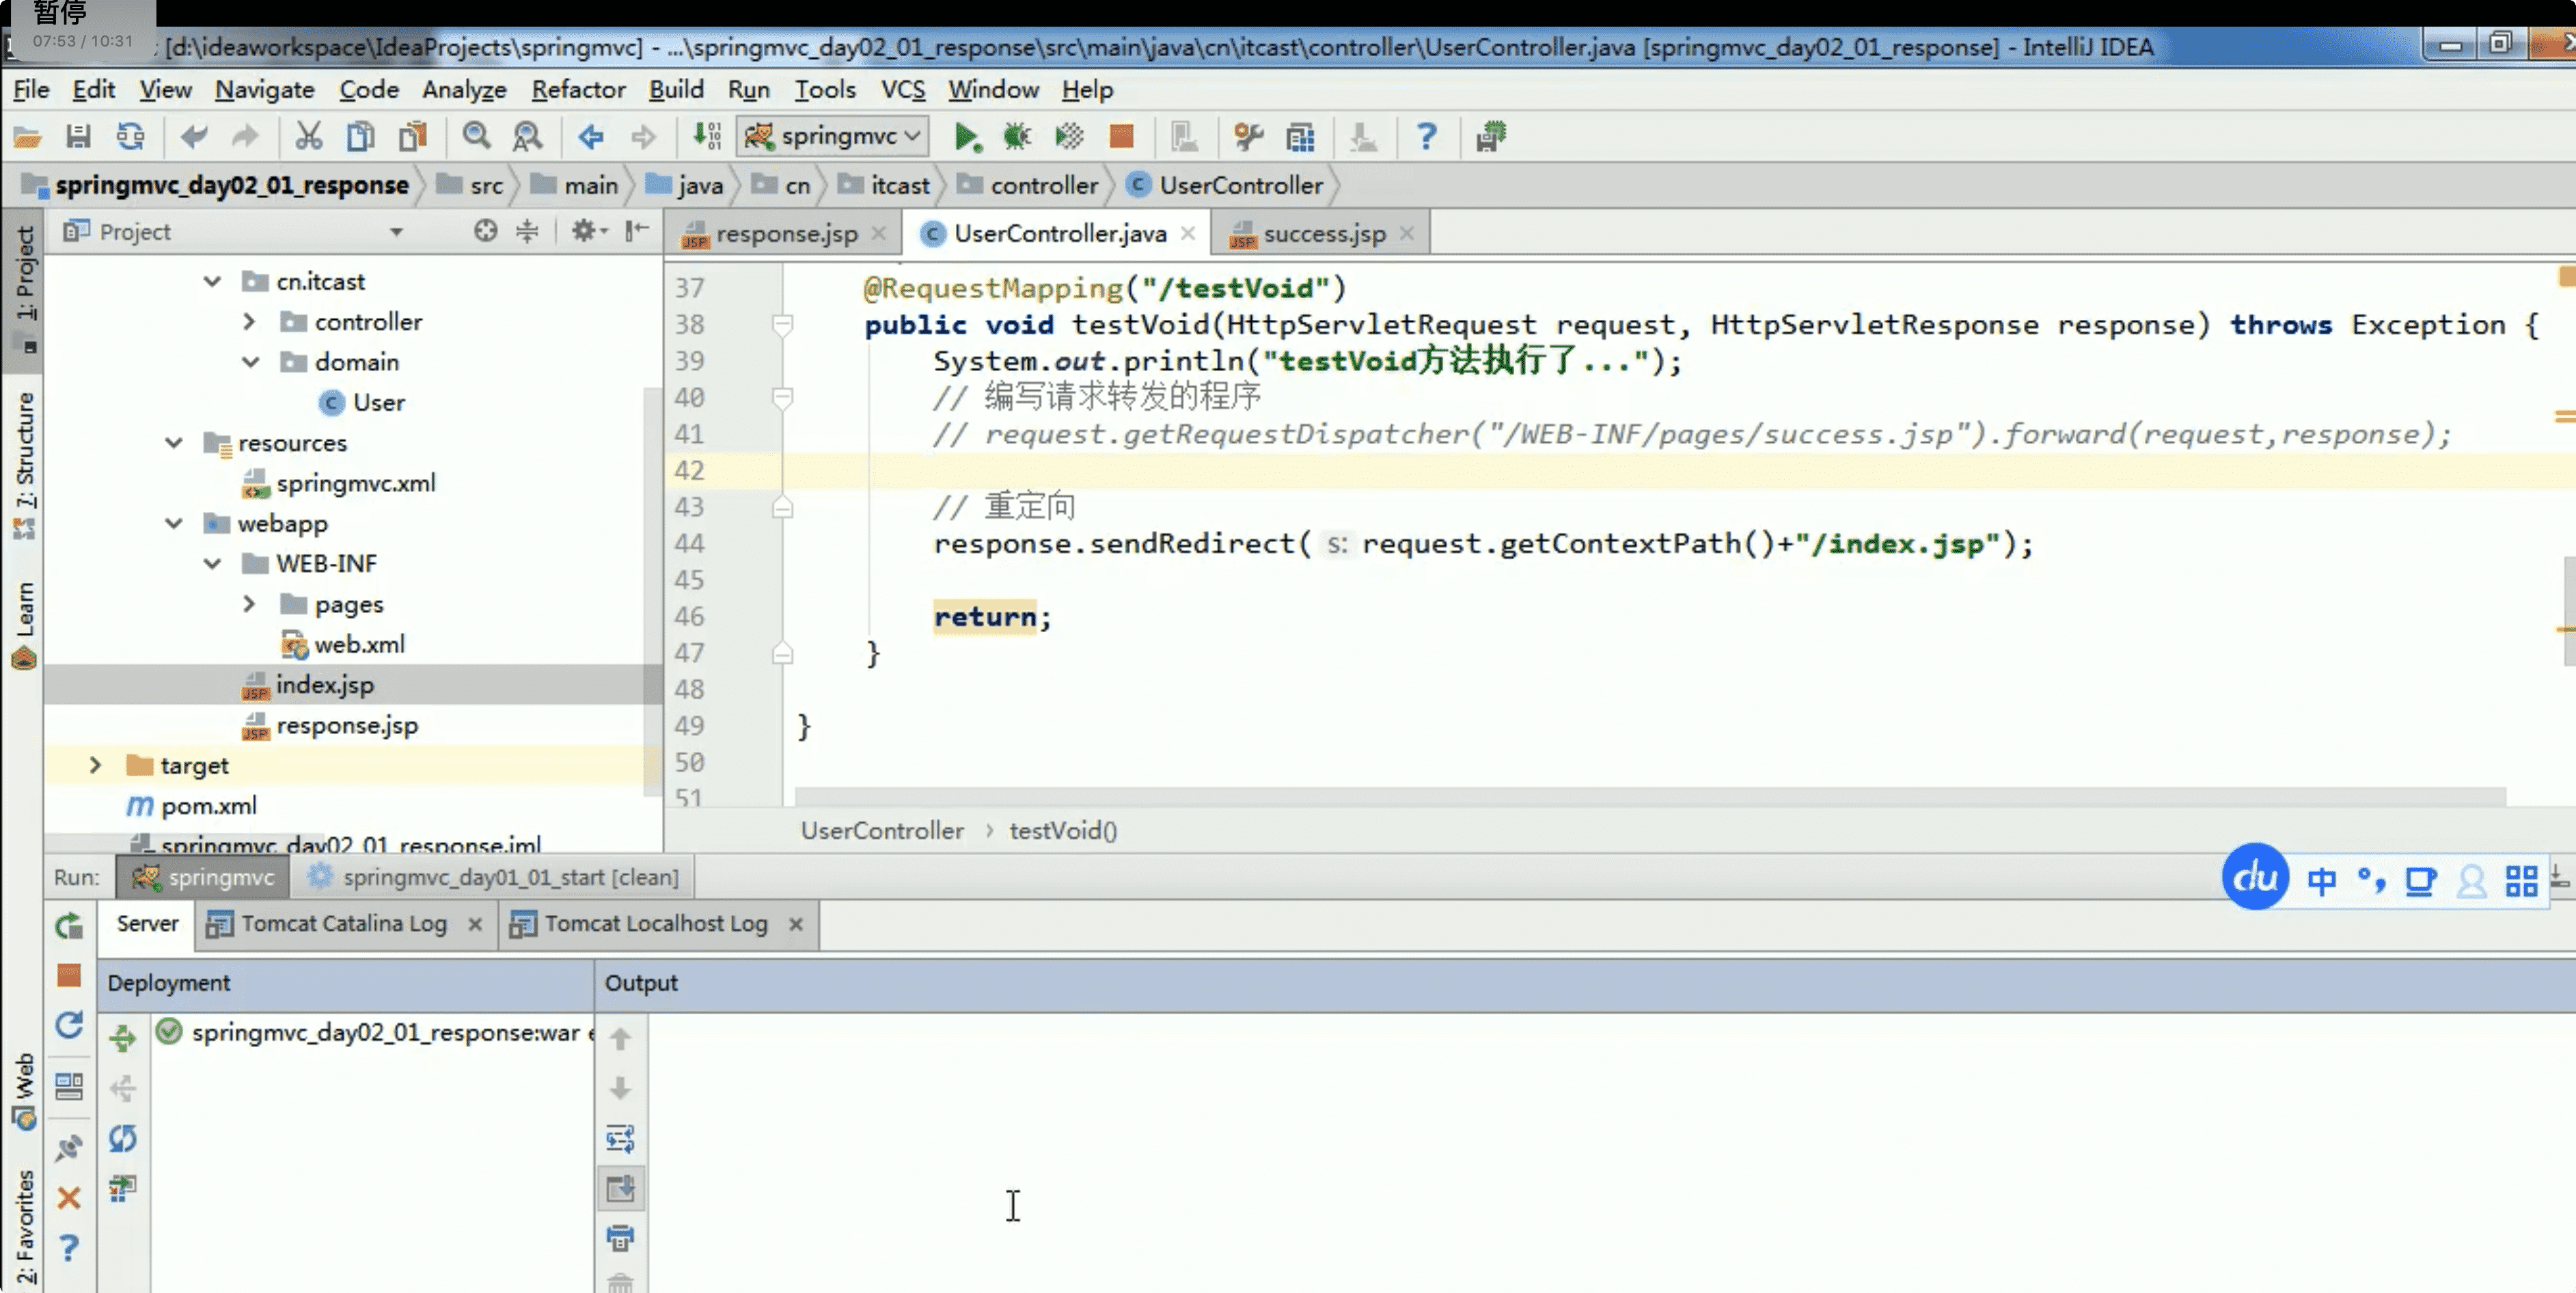 暂停
07:53 / 10:31
[d:\ideaworkspace\IdeaProjects\springmvc] - ...\springmvc_day02_01_response\src\main\java\cn\itcast\controller\UserController.java [springmvc_day02_01_response] - IntelliJ IDEA
File Edit View Navigate Code Analyze Refactor Build Run Tools VCS Window Help
springmvc
springmvc_day02_01_response src main java cn itcast controller UserController
1: Project
7: Structure
Learn
Web
2: Favorites
Project
response.jsp UserController.java success.jsp
cn.itcast
controller
domain
User
resources
springmvc.xml
webapp
WEB-INF
pages
web.xml
index.jsp
response.jsp
target
pom.xml
springmvc_day02_01_response.iml
37 @RequestMapping("/testVoid")
38 public void testVoid(HttpServletRequest request, HttpServletResponse response) throws Exception {
39 System.out.println("testVoid方法执行了...");
40 // 编写请求转发的程序
41 // request.getRequestDispatcher("/WEB-INF/pages/success.jsp").forward(request,response);
42
43 // 重定向
44 response.sendRedirect( s: request.getContextPath()+"/index.jsp");
45
46 return;
47 }
48
49 }
50
51
UserController › testVoid()
Run: springmvc springmvc_day01_01_start [clean]
du 中 °,
Server Tomcat Catalina Log Tomcat Localhost Log
Deployment Output
springmvc_day02_01_response:war